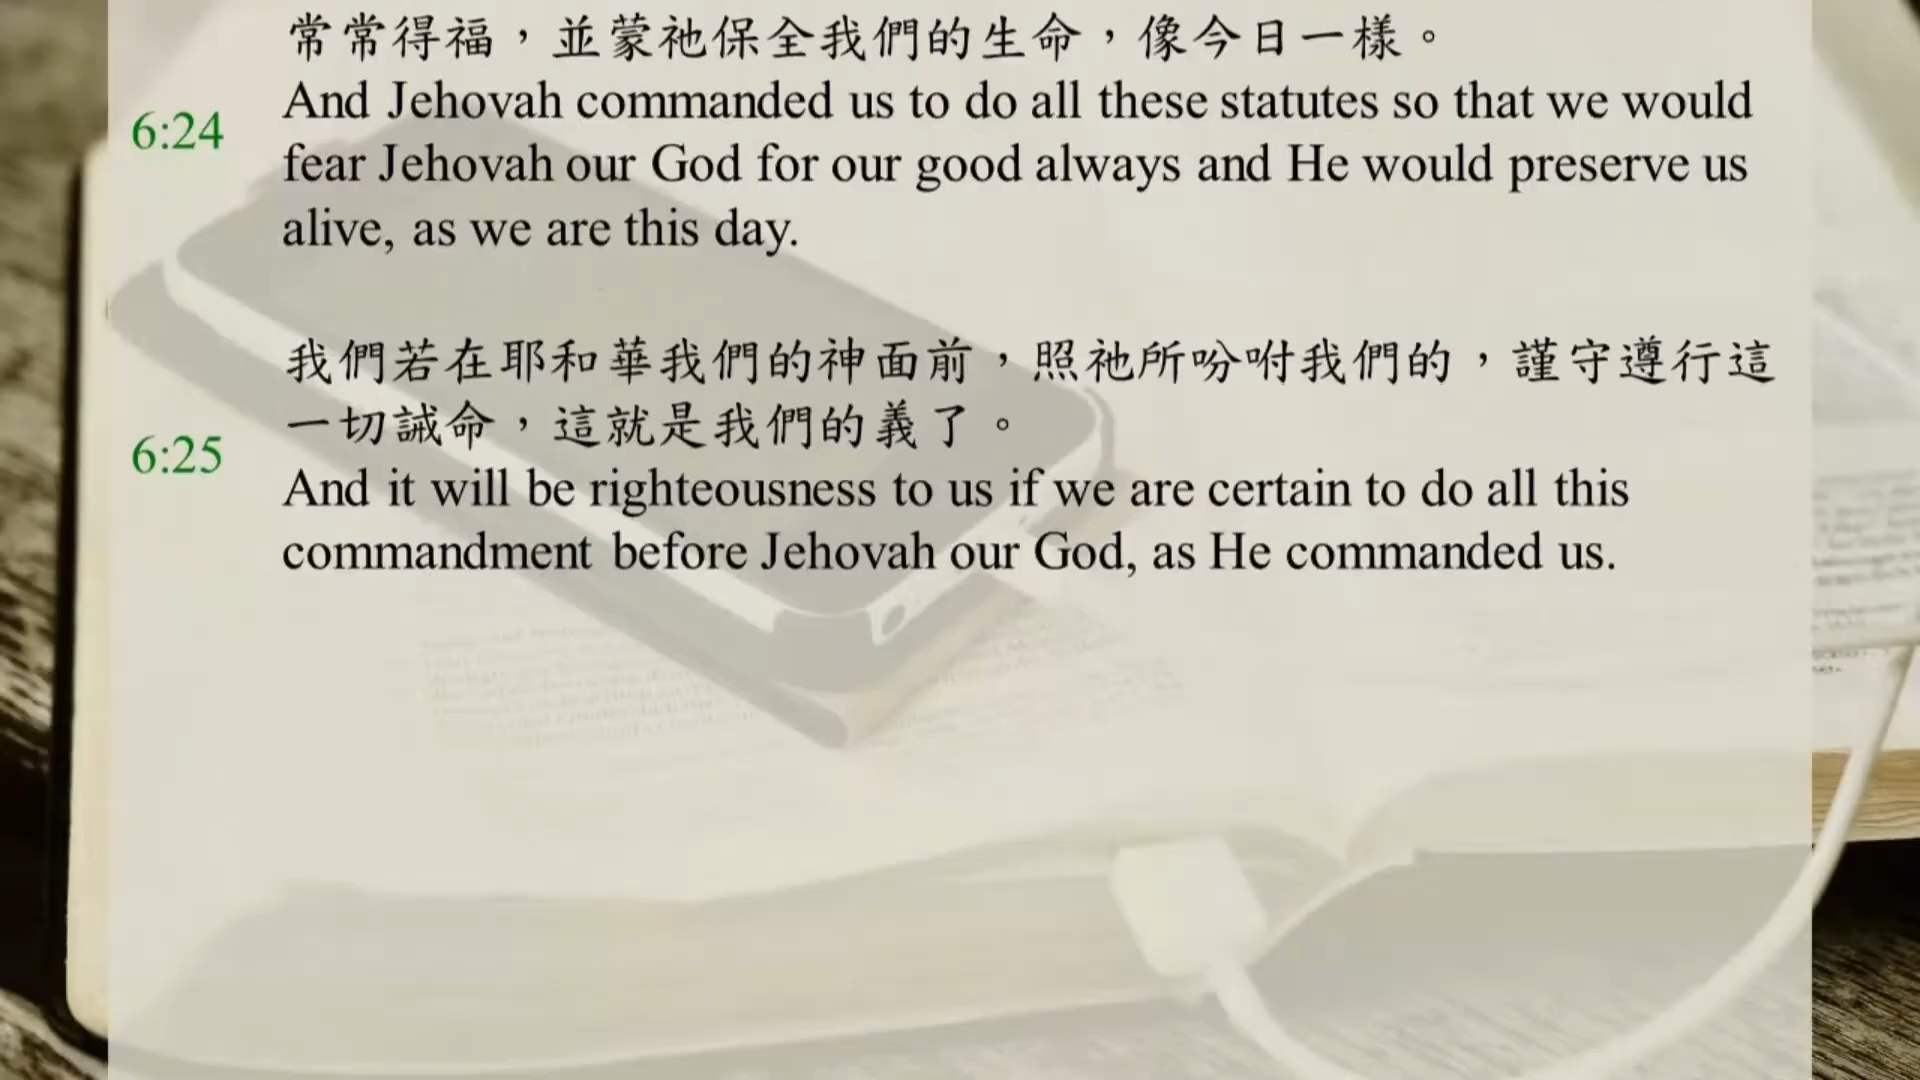 常常得福，並蒙祂保全我們的生命，像今日一樣。
6:24
And Jehovah commanded us to do all these statutes so that we would
fear Jehovah our God for our good always and He would preserve us
alive, as we are this day.
我們若在耶和華我們的神面前，照祂所吩咐我們的，謹守遵行這
一切誡命，這就是我們的義了。
6:25
And it will be righteousness to us if we are certain to do all this
commandment before Jehovah our God, as He commanded us.